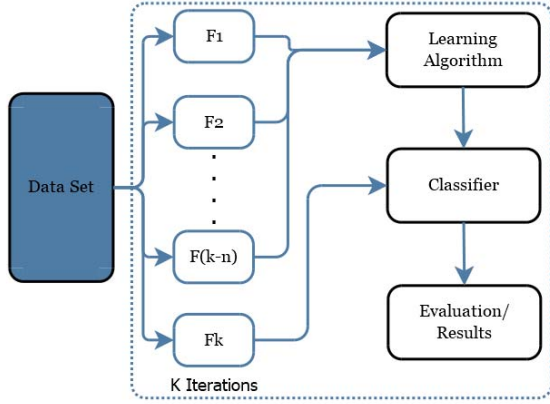 Data Set
F1
F2
F(k-n)
Fk
K Iterations
Learning
Algorithm
Classifier
Evaluation/
Results